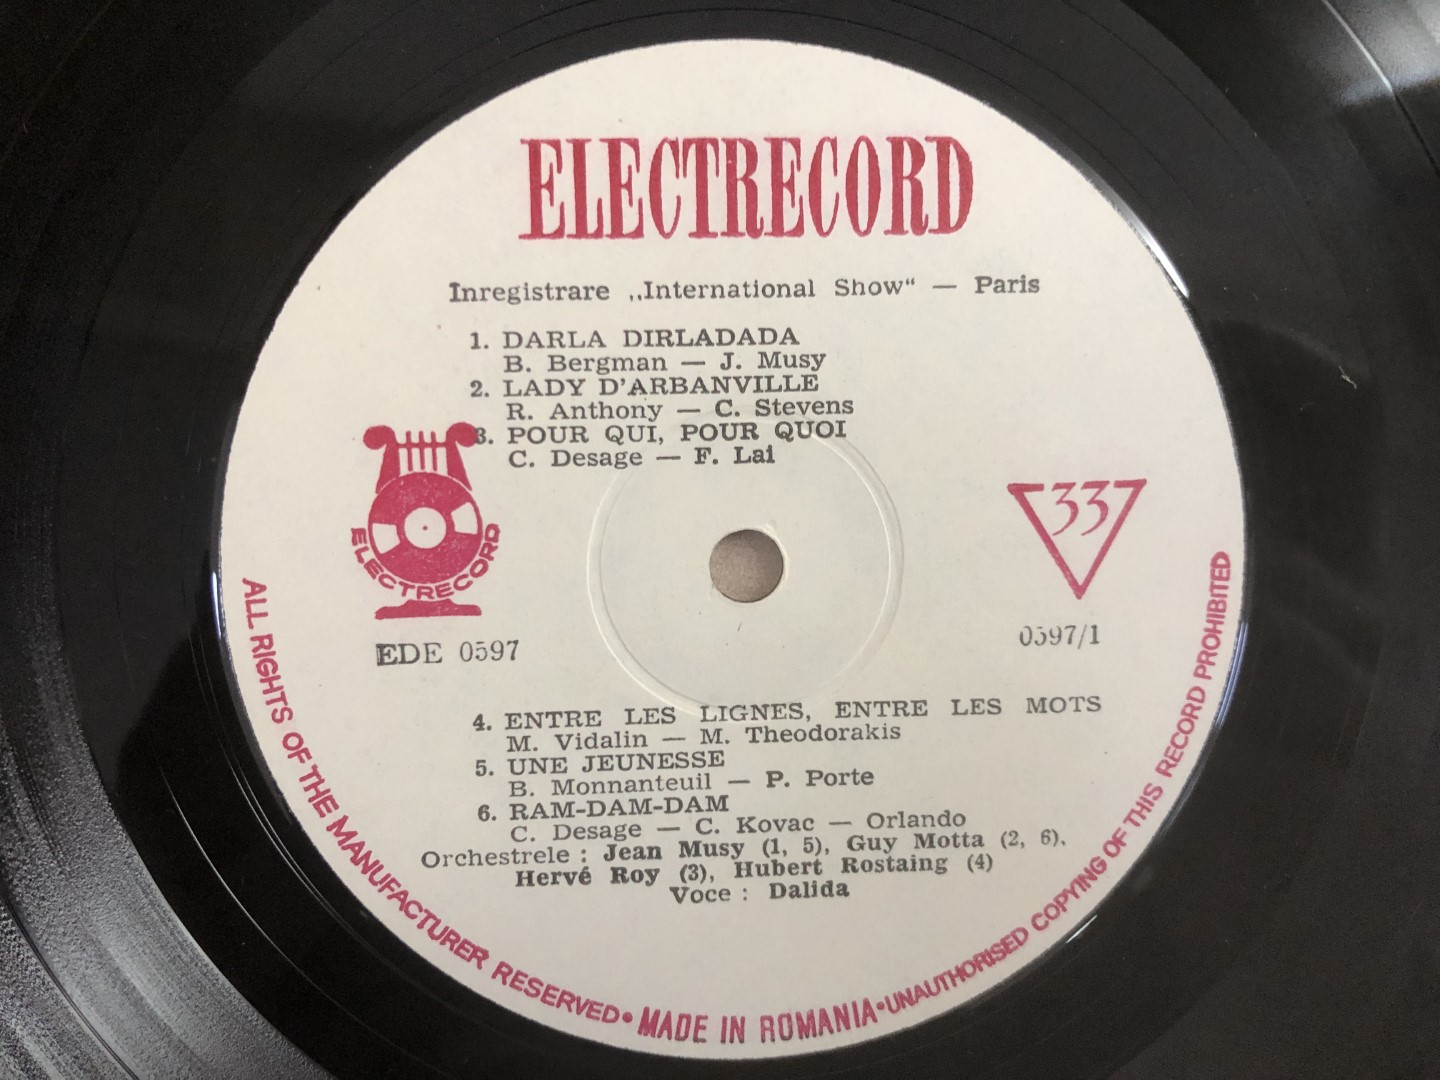 ELECTRECORD
Inregistrare ,,International Show“ — Paris
1. DARLA DIRLADADA
B. Bergman — J. Musy
2. LADY D'ARBANVILLE
R. Anthony — C. Stevens
3. POUR QUI, POUR QUOI
C. Desage — F. Lai
33
ELECTRECORD
EDE 0597
0597/1
4. ENTRE LES LIGNES, ENTRE LES MOTS
M. Vidalin — M. Theodorakis
5. UNE JEUNESSE
B. Monnanteuil — P. Porte
6. RAM-DAM-DAM
C. Desage — C. Kovac — Orlando
Orchestrele : Jean Musy (1, 5), Guy Motta (2, 6),
Hervé Roy (3), Hubert Rostaing (4)
Voce : Dalida
ALL RIGHTS OF THE MANUFACTURER RESERVED • MADE IN ROMANIA • UNAUTHORISED COPYING OF THIS RECORD PROHIBITED